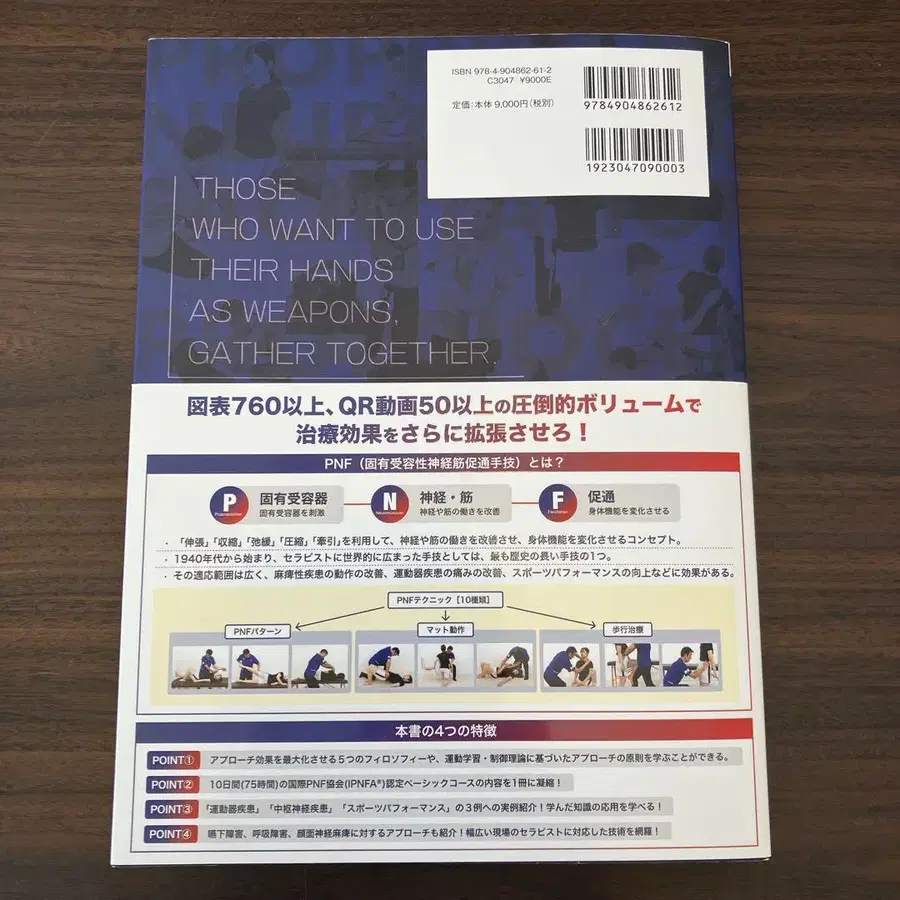 ISBN 978-4-904862-61-2
C3047 ¥9000E
定価:本体 9,000円(税別)
9784904862612
1923047090003
THOSE
WHO WANT TO USE
THEIR HANDS
AS WEAPONS,
GATHER TOGETHER.
図表760以上、QR動画50以上の圧倒的ボリュームで
治療効果をさらに拡張させろ!
PNF(固有受容性神経筋促通手技)とは?
P 固有受容器
Proprioceptive 固有受容器を刺激
N 神経・筋
Neuromuscular 神経や筋の働きを改善
F 促通
Facilitation 身体機能を変化させる
・「伸張」「収縮」「弛緩」「圧縮」「牽引」を利用して、神経や筋の働きを改善させ、身体機能を変化させるコンセプト。
・1940年代から始まり、セラピストに世界的に広まった手技としては、最も歴史の長い手技の1つ。
・その適応範囲は広く、麻痺性疾患の動作の改善、運動器疾患の痛みの改善、スポーツパフォーマンスの向上などに効果がある。
PNFテクニック[10種類]
PNFパターン マット動作 歩行治療
本書の4つの特徴
POINT① アプローチ効果を最大化させる5つのフィロソフィーや、運動学習・制御理論に基づいたアプローチの原則を学ぶことができる。
POINT② 10日間(75時間)の国際PNF協会(IPNFA®)認定ベーシックコースの内容を1冊に凝縮!
POINT③ 「運動器疾患」「中枢神経疾患」「スポーツパフォーマンス」の3例への実例紹介!学んだ知識の応用を学べる!
POINT④ 嚥下障害、呼吸障害、顔面神経麻痺に対するアプローチも紹介!幅広い現場のセラピストに対応した技術を網羅!